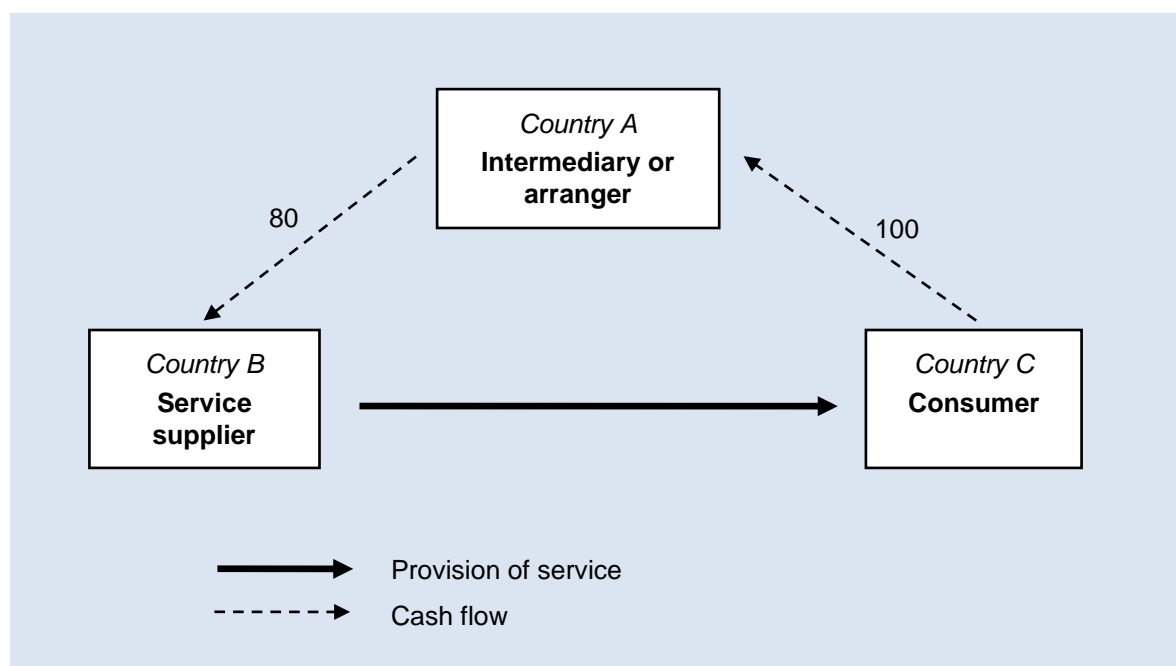 Country A
Intermediary or
arranger
80
100
Country B
Service
supplier
Country C
Consumer
Provision of service
Cash flow